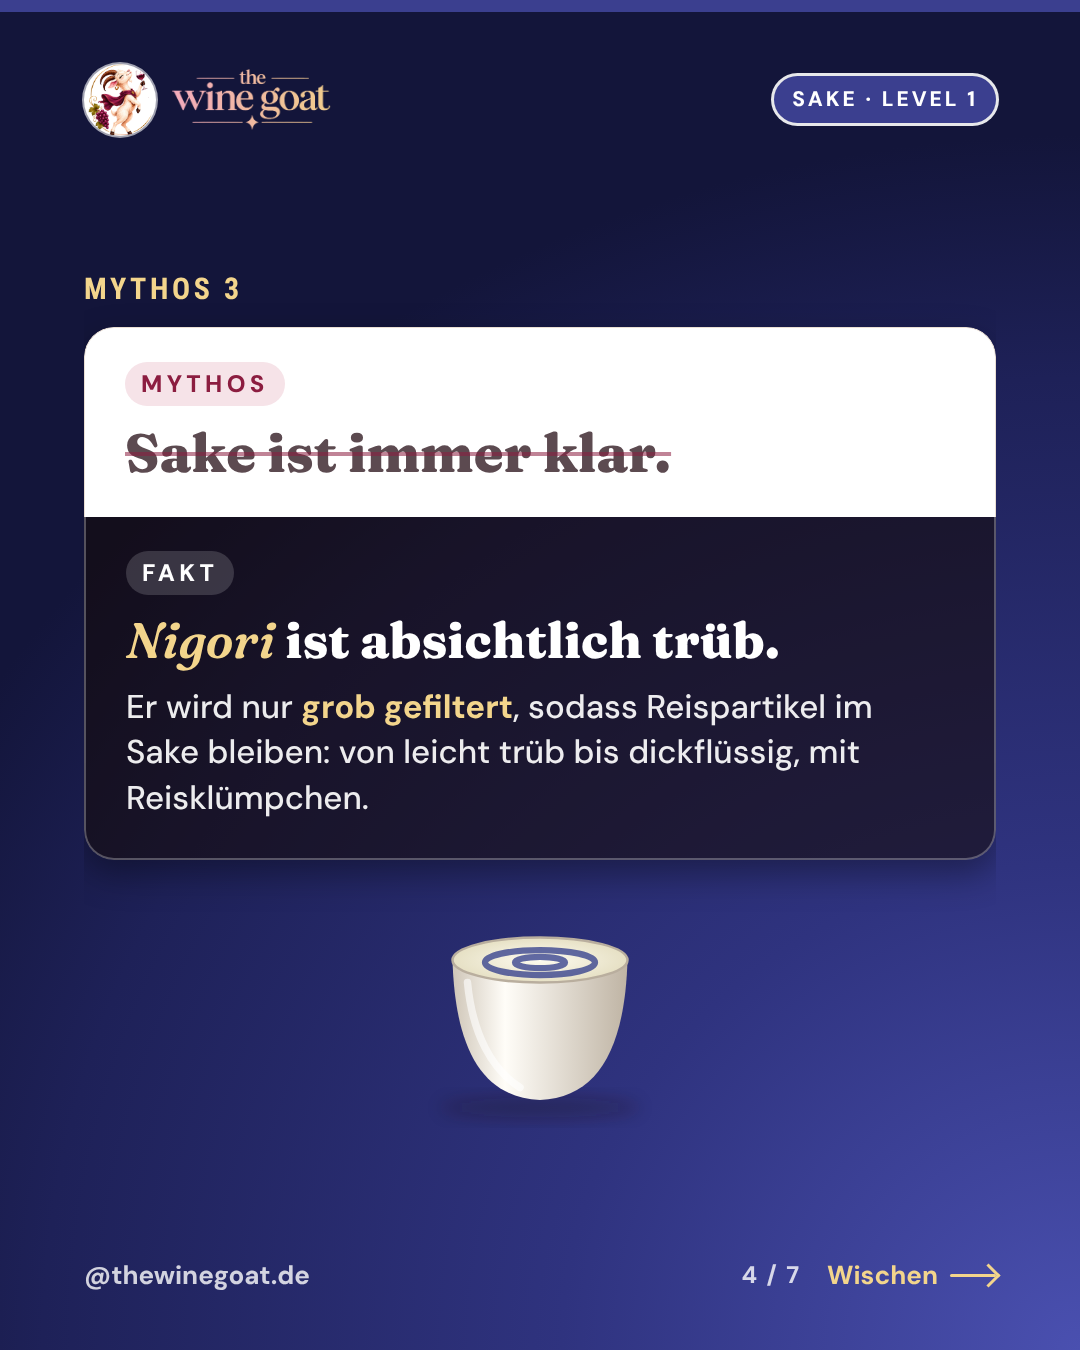 the
wine goat
SAKE · LEVEL 1
MYTHOS 3
MYTHOS
Sake ist immer klar.
FAKT
Nigori ist absichtlich trüb.
Er wird nur grob gefiltert, sodass Reispartikel im
Sake bleiben: von leicht trüb bis dickflüssig, mit
Reisklümpchen.
@thewinegoat.de
4 / 7 Wischen